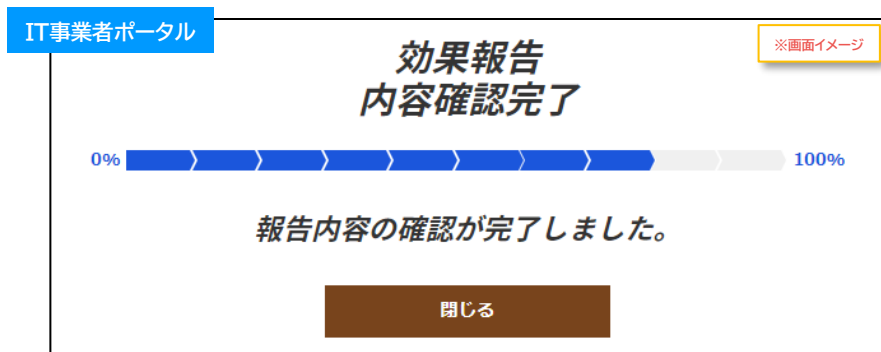 IT事業者ポータル
※画面イメージ
効果報告
内容確認完了
0%
100%
報告内容の確認が完了しました。
閉じる